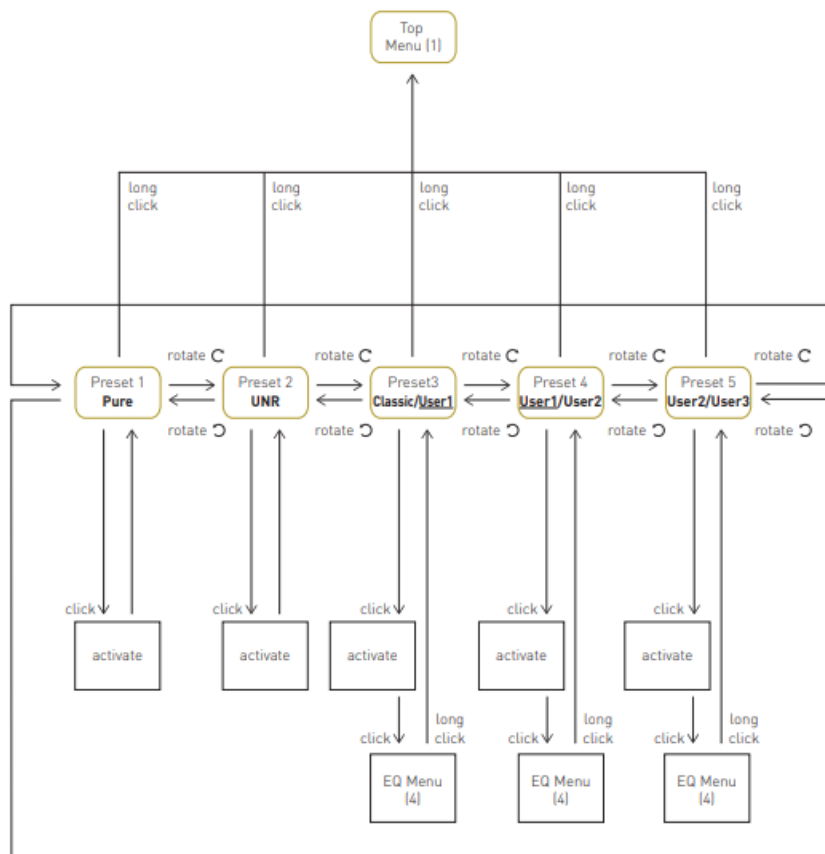 Top
Menu (1)
long
click
long
click
long
click
long
click
long
click
rotate
rotate
rotate
rotate
rotate
Preset 1
Pure
Preset 2
UNR
Preset3
Classic/User1
Preset 4
User1/User2
Preset 5
User2/User3
rotate
rotate
rotate
rotate
rotate
click
click
click
click
click
activate
activate
activate
activate
activate
click
long
click
click
long
click
click
long
click
EQ Menu
(4)
EQ Menu
(4)
EQ Menu
(4)